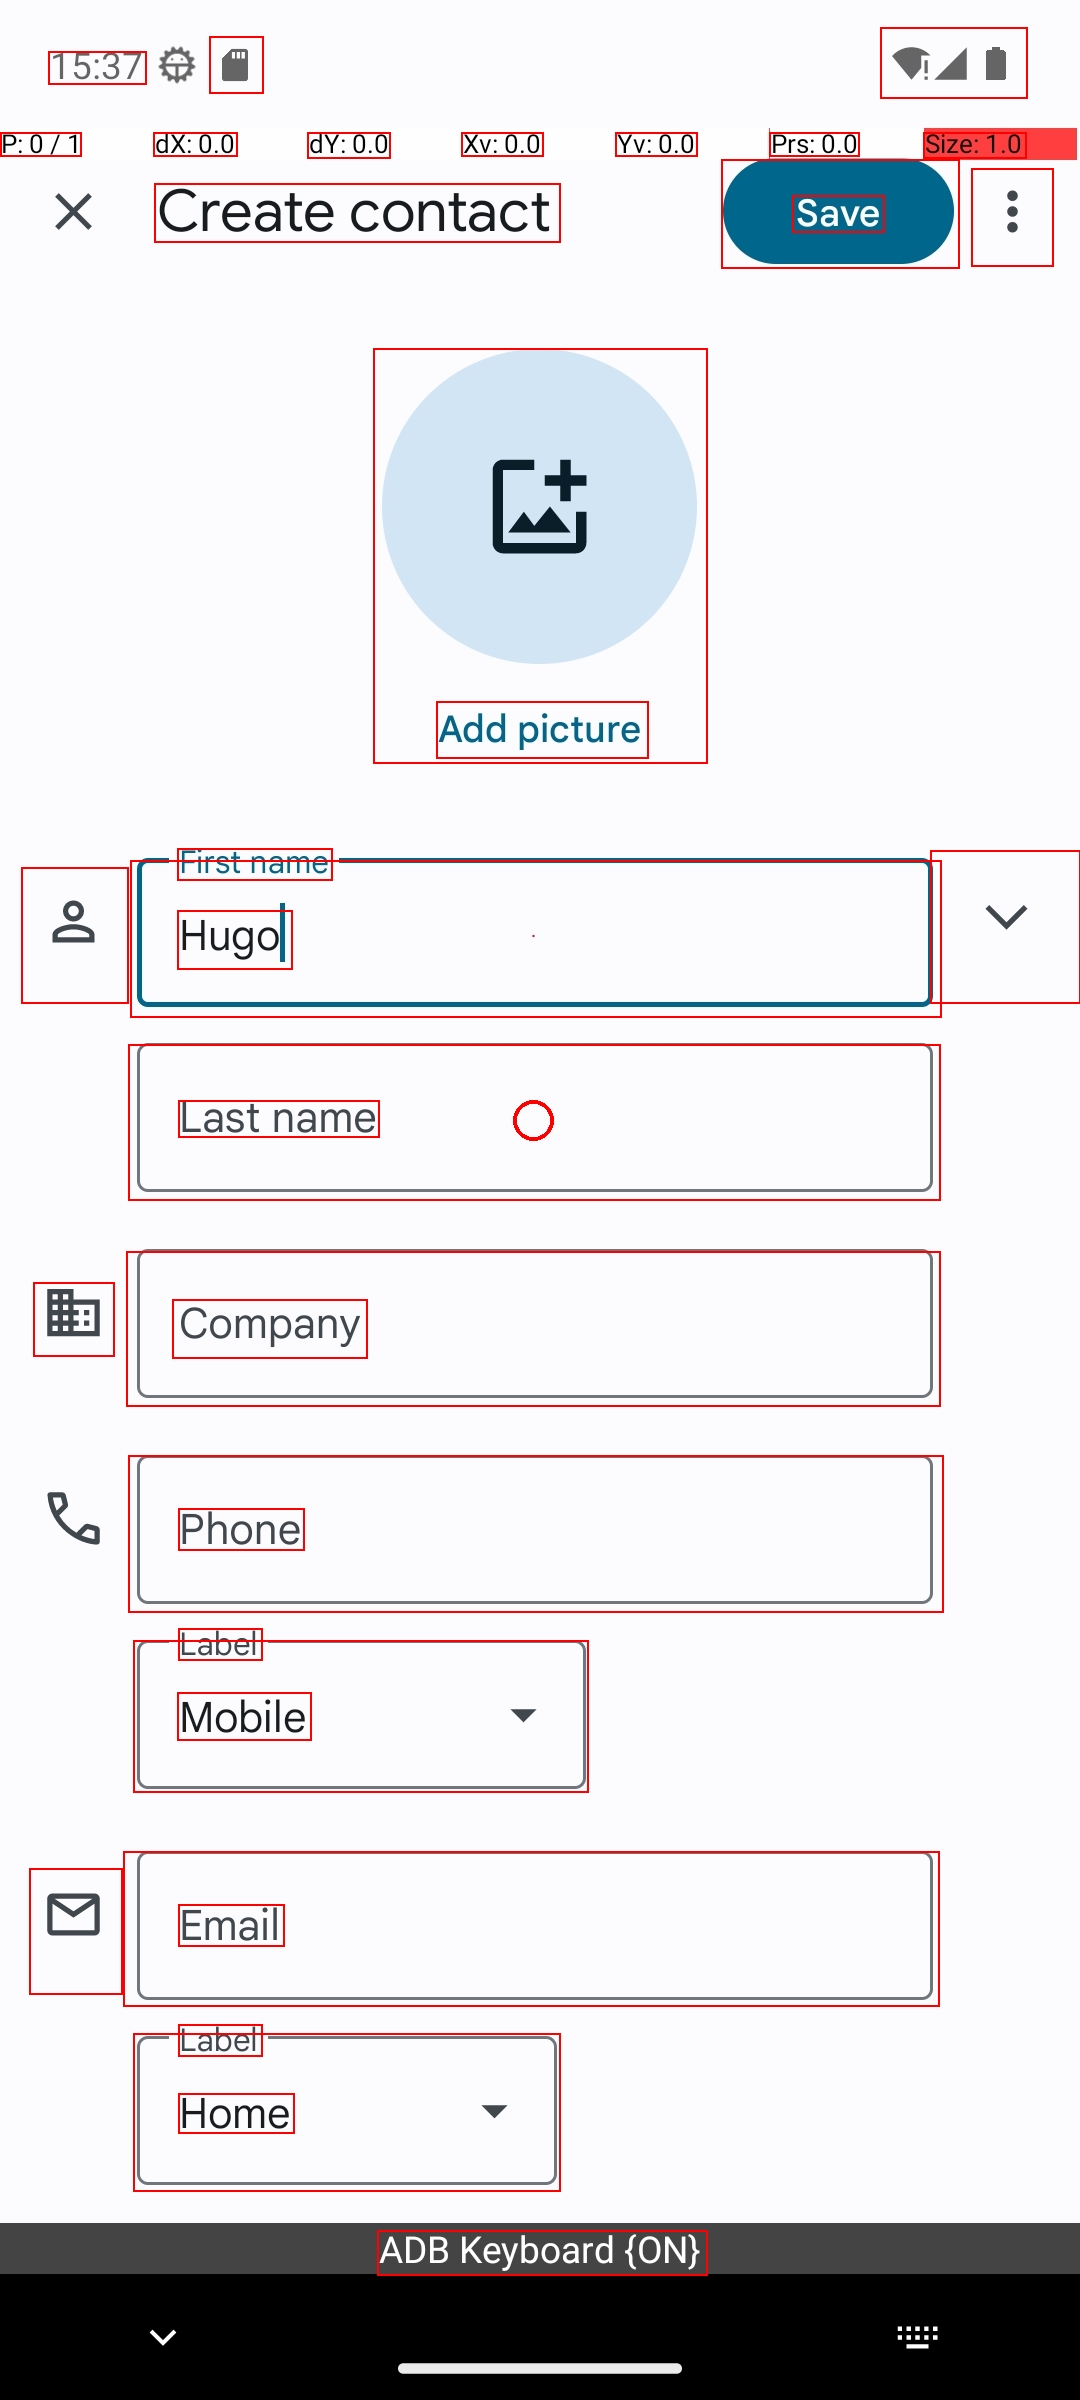 15:37
P: 0 / 1 dX: 0.0 dY: 0.0 Xv: 0.0 Yv: 0.0 Prs: 0.0 Size: 1.0
Create contact Save
Add picture
First name
Hugo
Last name
Company
Phone
Label
Mobile
Email
Label
Home
ADB Keyboard {ON}